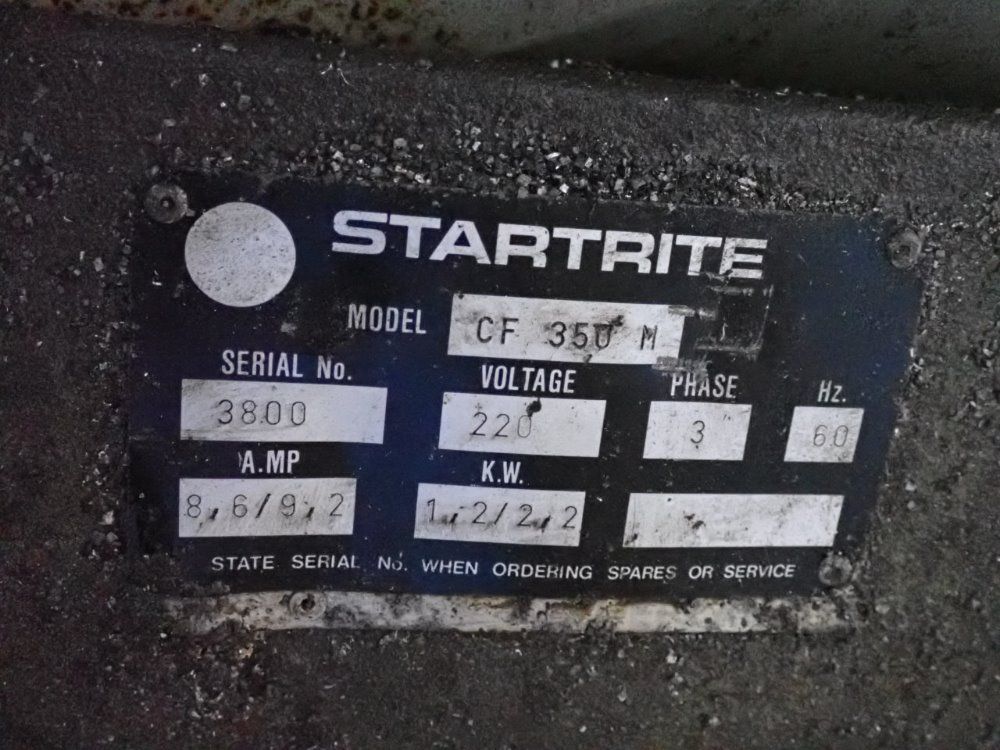 STARTRITE
MODEL CF 350 M
SERIAL No. VOLTAGE PHASE Hz.
3800 220 3 60
A.MP K.W.
8,6/9,2 1,2/2,2
STATE SERIAL No. WHEN ORDERING SPARES OR SERVICE